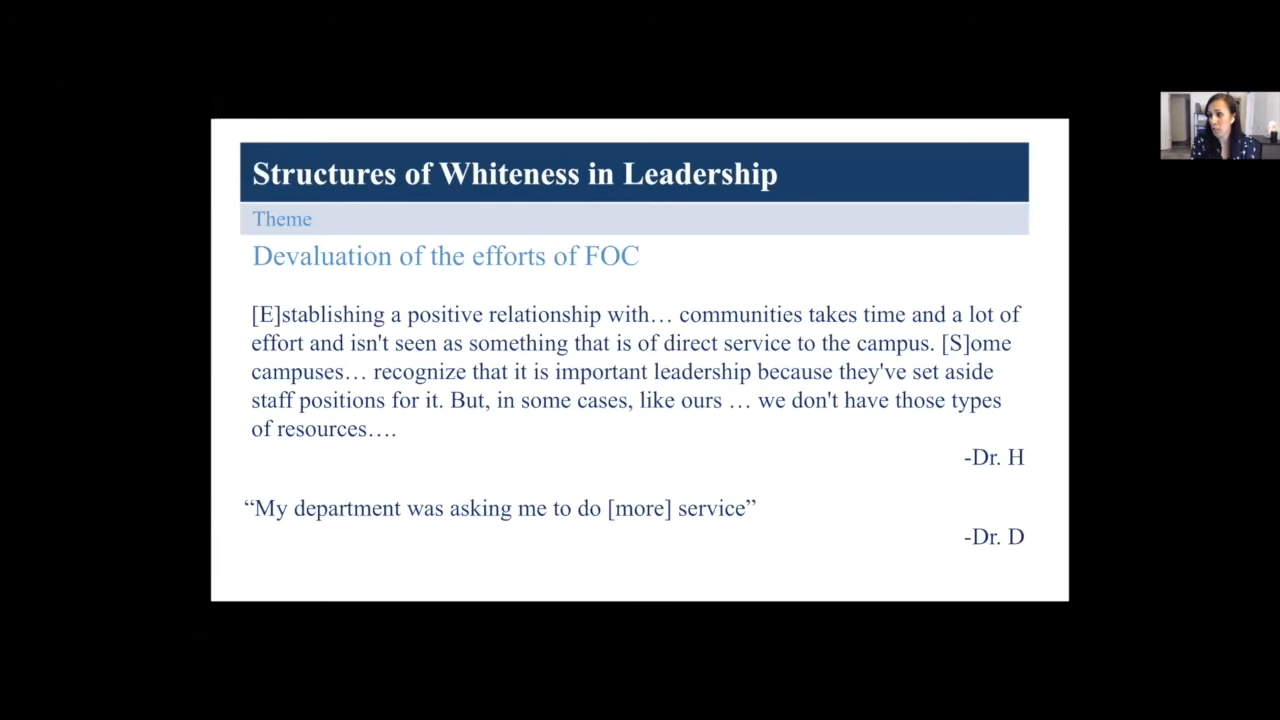 Structures of Whiteness in Leadership
Theme
Devaluation of the efforts of FOC
[E]stablishing a positive relationship with… communities takes time and a lot of
effort and isn't seen as something that is of direct service to the campus. [S]ome
campuses… recognize that it is important leadership because they've set aside
staff positions for it. But, in some cases, like ours … we don't have those types
of resources….
-Dr. H
“My department was asking me to do [more] service”
-Dr. D